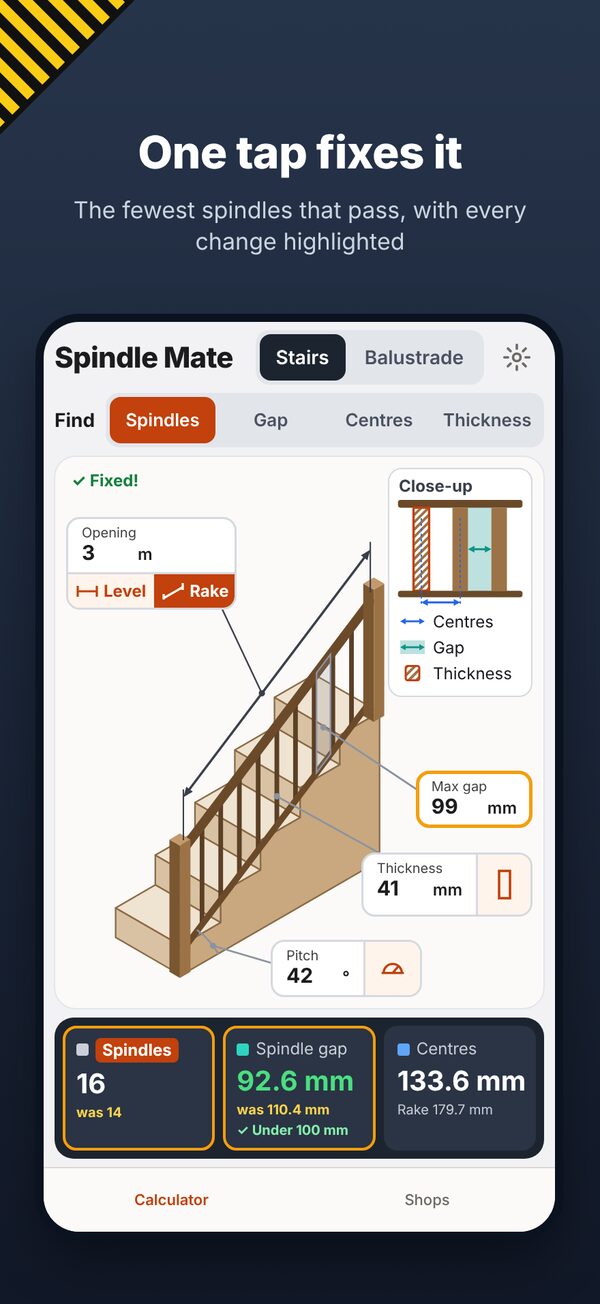 One tap fixes it
The fewest spindles that pass, with every
change highlighted
Spindle Mate
Stairs
Balustrade
Find
Spindles
Gap
Centres
Thickness
✓ Fixed!
Close-up
Opening
3 m
Level
Rake
Centres
Gap
Thickness
Max gap
99 mm
Thickness
41 mm
Pitch
42 °
Spindles
16
was 14
Spindle gap
92.6 mm
was 110.4 mm
✓ Under 100 mm
Centres
133.6 mm
Rake 179.7 mm
Calculator
Shops